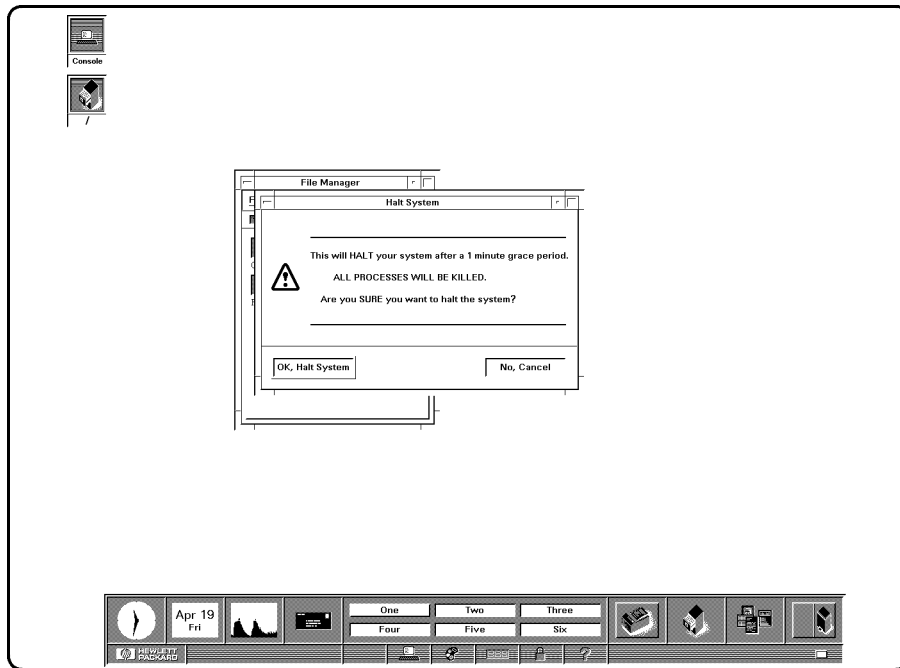 Console
/
File Manager
Halt System
This will HALT your system after a 1 minute grace period.
ALL PROCESSES WILL BE KILLED.
Are you SURE you want to halt the system?
OK, Halt System
No, Cancel
Apr 19
Fri
One
Two
Three
Four
Five
Six
hp HEWLETT
PACKARD